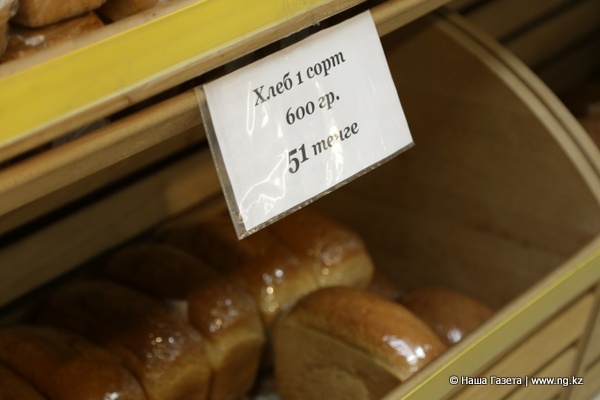 Хлеб 1 сорт
600 гр.
51 тенге
© Наша Газета | www.ng.kz